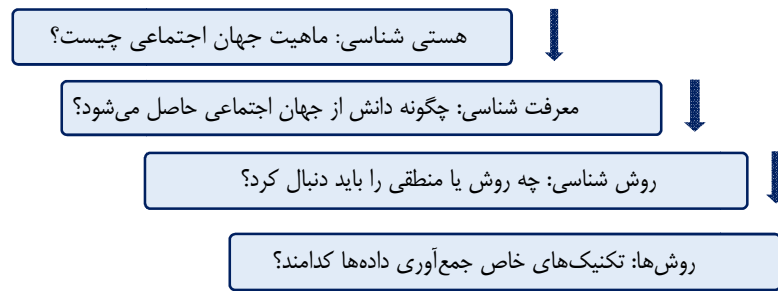 هستی شناسی: ماهیت جهان اجتماعی چیست؟
معرفت شناسی: چگونه دانش از جهان اجتماعی حاصل می‌شود؟
روش شناسی: چه روش یا منطقی را باید دنبال کرد؟
روش‌ها: تکنیک‌های خاص جمع‌آوری داده‌ها کدامند؟